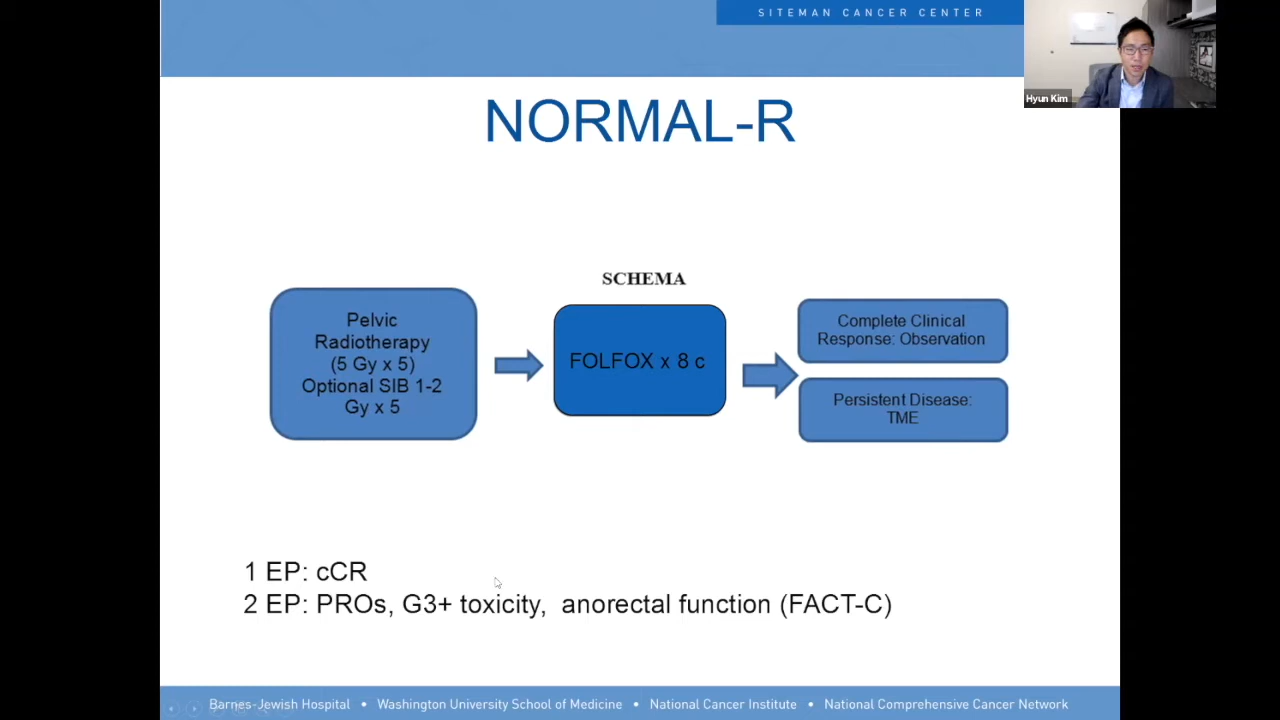 SITEMAN CANCER CENTER
Hyun Kim
NORMAL-R
SCHEMA
Pelvic
Radiotherapy
(5 Gy x 5)
Optional SIB 1-2
Gy x 5
FOLFOX x 8 c
Complete Clinical
Response: Observation
Persistent Disease:
TME
1 EP: cCR
2 EP: PROs, G3+ toxicity,  anorectal function (FACT-C)
Barnes-Jewish Hospital • Washington University School of Medicine • National Cancer Institute • National Comprehensive Cancer Network